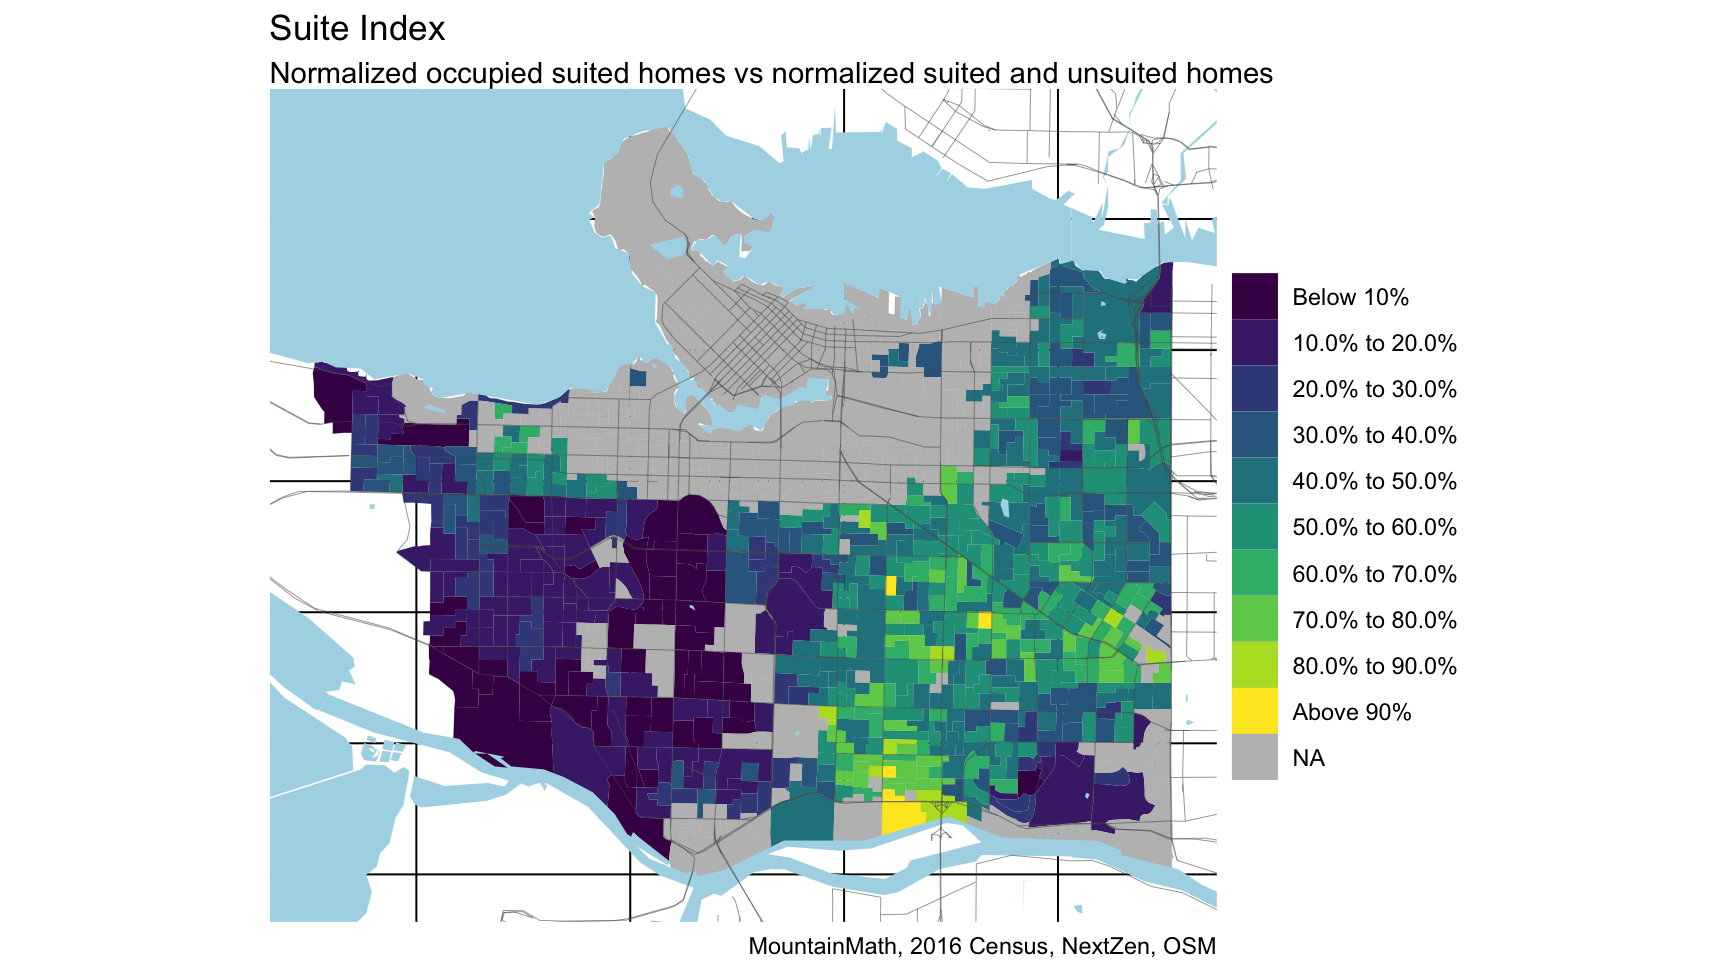 Suite Index
Normalized occupied suited homes vs normalized suited and unsuited homes
Below 10%
10.0% to 20.0%
20.0% to 30.0%
30.0% to 40.0%
40.0% to 50.0%
50.0% to 60.0%
60.0% to 70.0%
70.0% to 80.0%
80.0% to 90.0%
Above 90%
NA
MountainMath, 2016 Census, NextZen, OSM